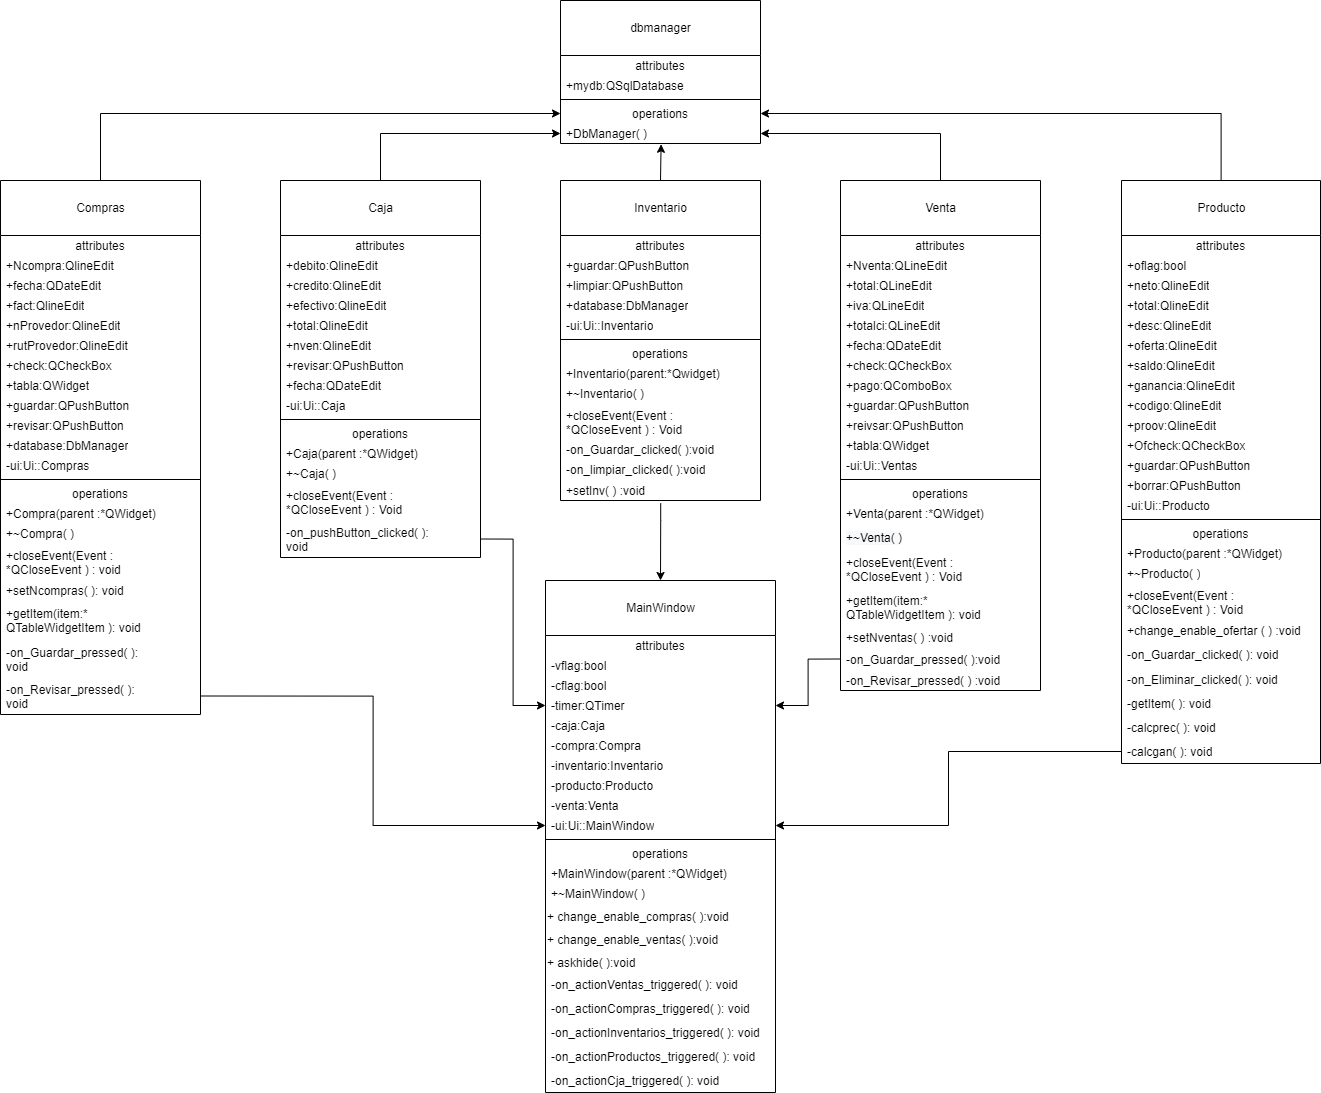 dbmanager
attributes
+mydb:QSqlDatabase
operations
+DbManager( )
Compras
attributes
+Ncompra:QlineEdit
+fecha:QDateEdit
+fact:QlineEdit
+nProvedor:QlineEdit
+rutProvedor:QlineEdit
+check:QCheckBox
+tabla:QWidget
+guardar:QPushButton
+revisar:QPushButton
+database:DbManager
-ui:Ui::Compras
operations
+Compra(parent :*QWidget)
+~Compra( )
+closeEvent(Event :
*QCloseEvent ) : void
+setNcompras( ): void
+getItem(item:*
QTableWidgetItem ): void
-on_Guardar_pressed( ):
void
-on_Revisar_pressed( ):
void
Caja
attributes
+debito:QlineEdit
+credito:QlineEdit
+efectivo:QlineEdit
+total:QlineEdit
+nven:QlineEdit
+revisar:QPushButton
+fecha:QDateEdit
-ui:Ui::Caja
operations
+Caja(parent :*QWidget)
+~Caja( )
+closeEvent(Event :
*QCloseEvent ) : Void
-on_pushButton_clicked( ):
void
Inventario
attributes
+guardar:QPushButton
+limpiar:QPushButton
+database:DbManager
-ui:Ui::Inventario
operations
+Inventario(parent:*Qwidget)
+~Inventario( )
+closeEvent(Event :
*QCloseEvent ) : Void
-on_Guardar_clicked( ):void
-on_limpiar_clicked( ):void
+setInv( ) :void
Venta
attributes
+Nventa:QLineEdit
+total:QLineEdit
+iva:QLineEdit
+totalci:QLineEdit
+fecha:QDateEdit
+check:QCheckBox
+pago:QComboBox
+guardar:QPushButton
+reivsar:QPushButton
+tabla:QWidget
-ui:Ui::Ventas
operations
+Venta(parent :*QWidget)
+~Venta( )
+closeEvent(Event :
*QCloseEvent ) : Void
+getItem(item:*
QTableWidgetItem ): void
+setNventas( ) :void
-on_Guardar_pressed( ):void
-on_Revisar_pressed( ) :void
Producto
attributes
+oflag:bool
+neto:QlineEdit
+total:QlineEdit
+desc:QlineEdit
+oferta:QlineEdit
+saldo:QlineEdit
+ganancia:QlineEdit
+codigo:QlineEdit
+proov:QlineEdit
+Ofcheck:QCheckBox
+guardar:QPushButton
+borrar:QPushButton
-ui:Ui::Producto
operations
+Producto(parent :*QWidget)
+~Producto( )
+closeEvent(Event :
*QCloseEvent ) : Void
+change_enable_ofertar ( ) :void
-on_Guardar_clicked( ): void
-on_Eliminar_clicked( ): void
-getItem( ): void
-calcprec( ): void
-calcgan( ): void
MainWindow
attributes
-vflag:bool
-cflag:bool
-timer:QTimer
-caja:Caja
-compra:Compra
-inventario:Inventario
-producto:Producto
-venta:Venta
-ui:Ui::MainWindow
operations
+MainWindow(parent :*QWidget)
+~MainWindow( )
+ change_enable_compras( ):void
+ change_enable_ventas( ):void
+ askhide( ):void
-on_actionVentas_triggered( ): void
-on_actionCompras_triggered( ): void
-on_actionInventarios_triggered( ): void
-on_actionProductos_triggered( ): void
-on_actionCja_triggered( ): void